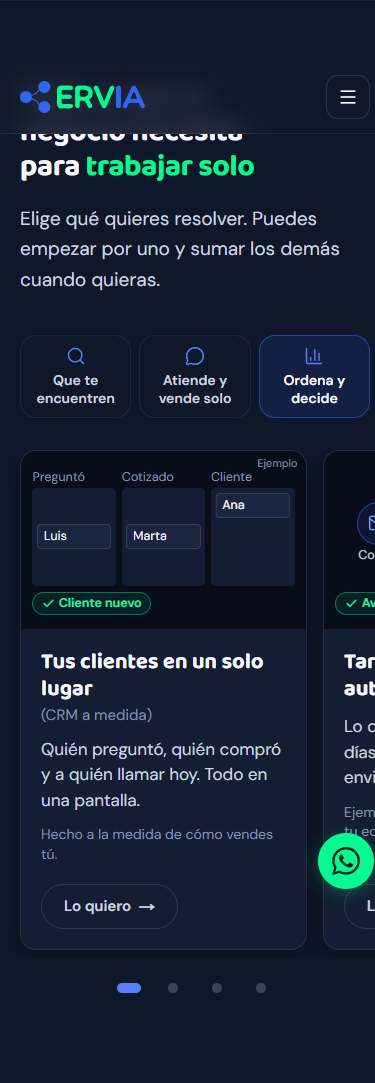 ERVIA
negocio necesita
para trabajar solo
Elige qué quieres resolver. Puedes
empezar por uno y sumar los demás
cuando quieras.
Que te
encuentren
Atiende y
vende solo
Ordena y
decide
Ejemplo
Preguntó
Cotizado
Cliente
Ana
Luis
Marta
Cliente nuevo
Tus clientes en un solo
lugar
(CRM a medida)
Quién preguntó, quién compró
y a quién llamar hoy. Todo en
una pantalla.
Hecho a la medida de cómo vendes
tú.
Lo quiero →